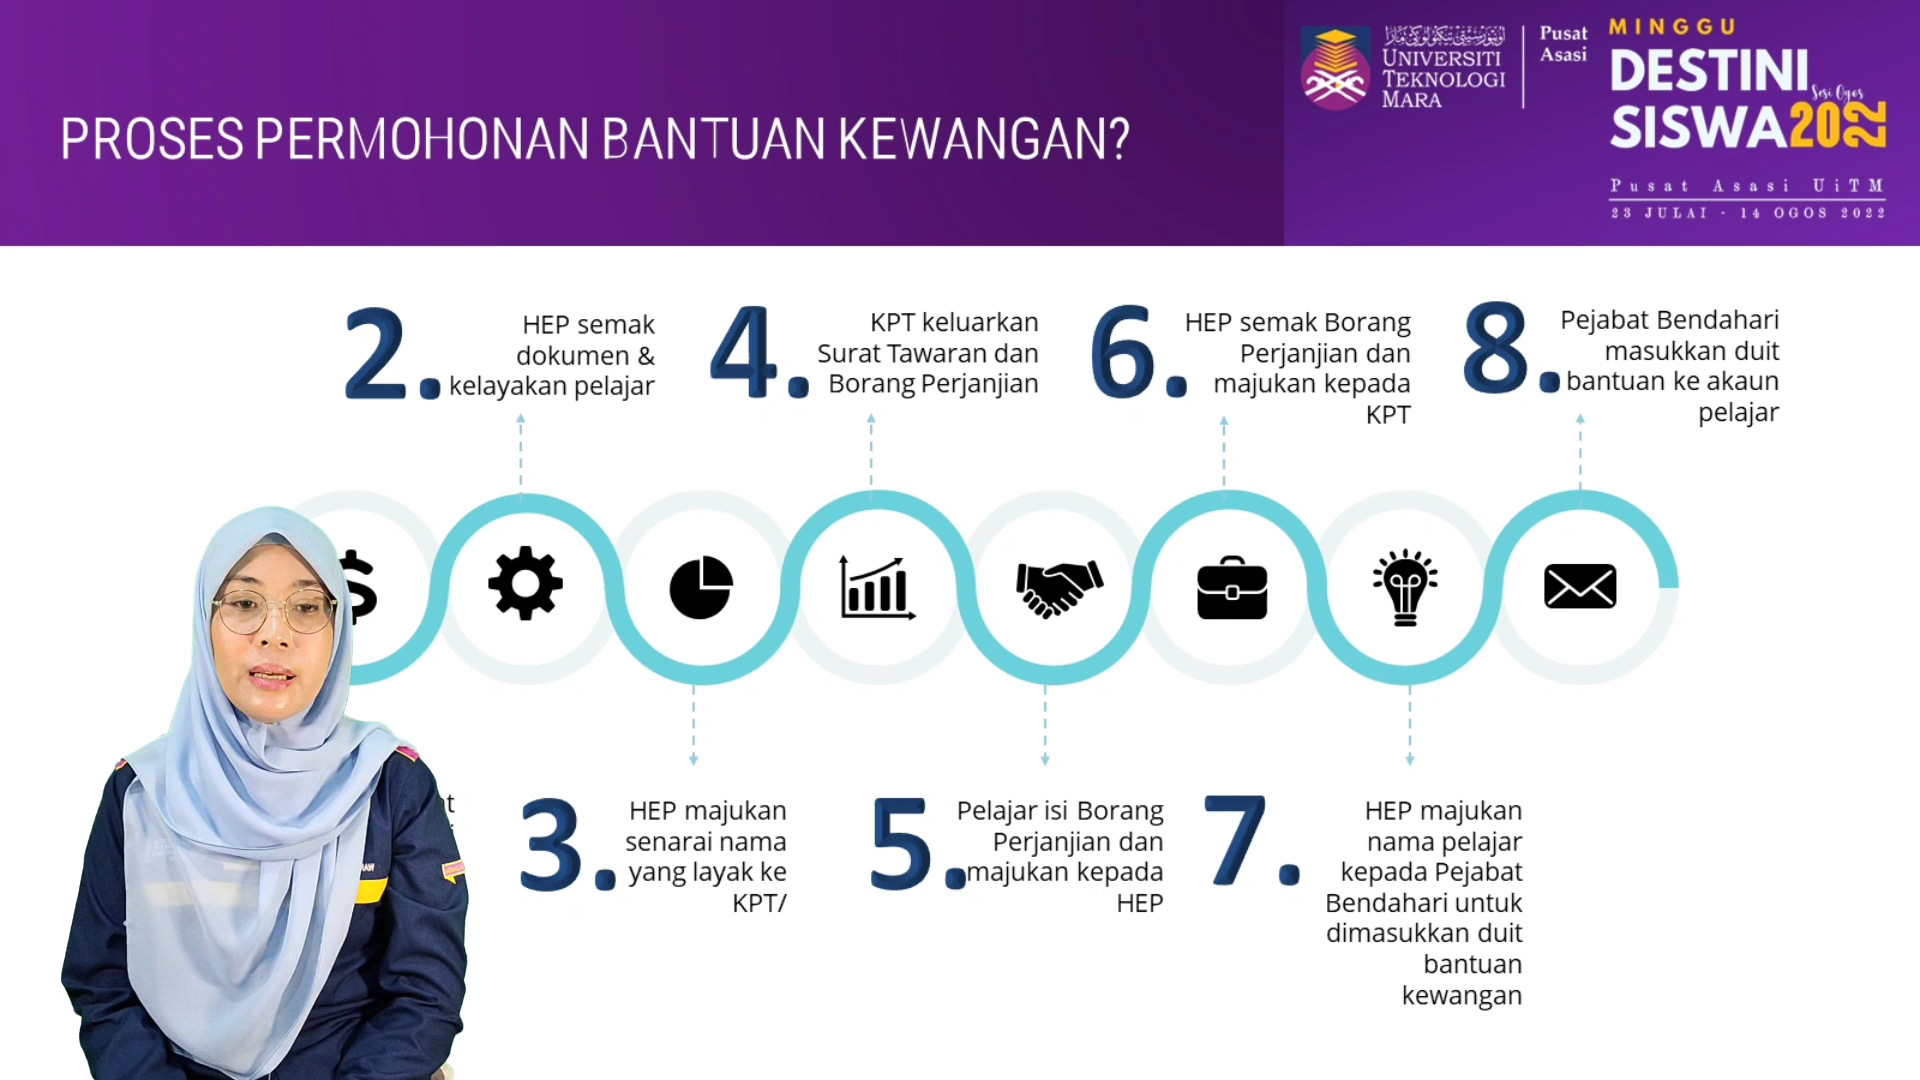 PROSES PERMOHONAN BANTUAN KEWANGAN?
UNIVERSITI
TEKNOLOGI
MARA
Pusat
Asasi
MINGGU
DESTINI
Sesi Ogos
SISWA2022
Pusat Asasi UiTM
23 JULAI - 14 OGOS 2022
2.
HEP semak
dokumen &
kelayakan pelajar
4.
KPT keluarkan
Surat Tawaran dan
Borang Perjanjian
6.
HEP semak Borang
Perjanjian dan
majukan kepada
KPT
8.
Pejabat Bendahari
masukkan duit
bantuan ke akaun
pelajar
3.
HEP majukan
senarai nama
yang layak ke
KPT/
5.
Pelajar isi Borang
Perjanjian dan
majukan kepada
HEP
7.
HEP majukan
nama pelajar
kepada Pejabat
Bendahari untuk
dimasukkan duit
bantuan
kewangan